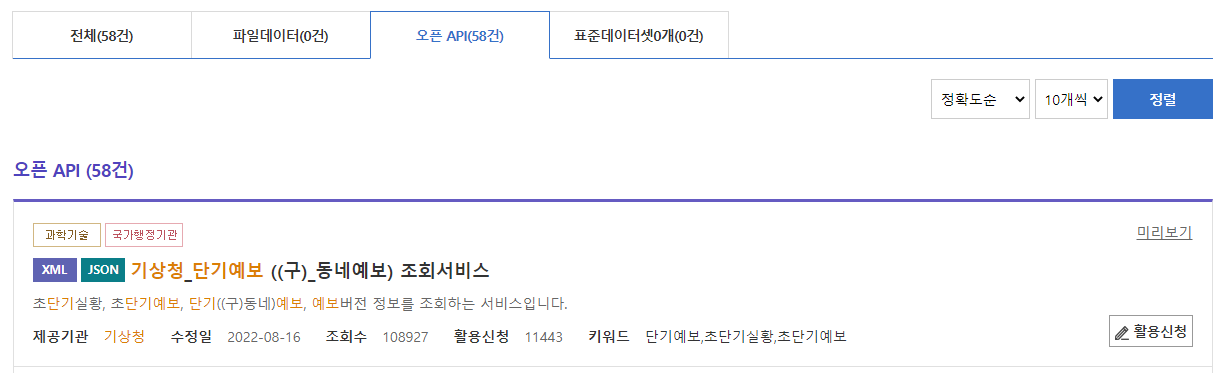 전체(58건) 파일데이터(0건) 오픈 API(58건) 표준데이터셋0개(0건)
정확도순 10개씩 정렬
오픈 API (58건)
과학기술 국가행정기관 미리보기
XML JSON 기상청_단기예보 ((구)_동네예보) 조회서비스
초단기실황, 초단기예보, 단기((구)동네)예보, 예보버전 정보를 조회하는 서비스입니다.
제공기관 기상청 수정일 2022-08-16 조회수 108927 활용신청 11443 키워드 단기예보,초단기실황,초단기예보 활용신청